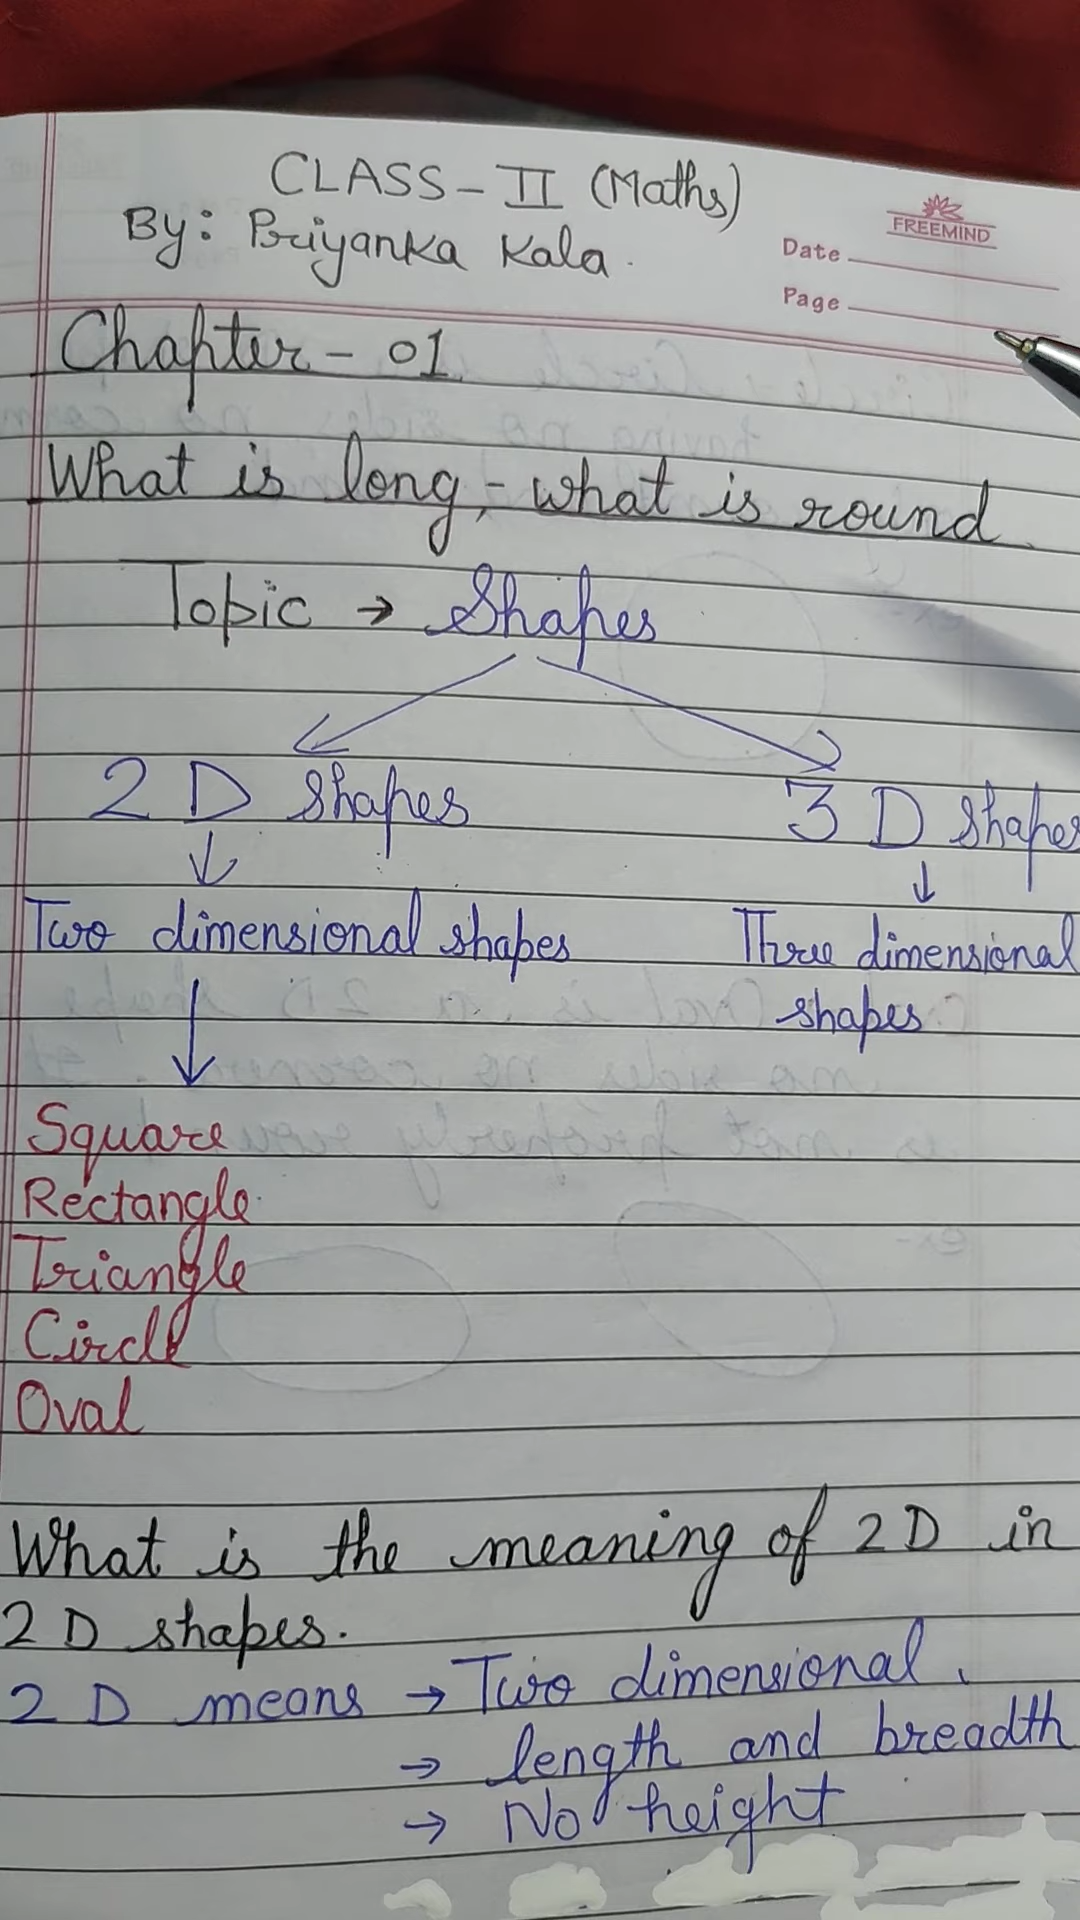 CLASS - II (Maths)
By: Priyanka Kala.
FREEMIND
Date
Page
Chapter - 01.
What is long, - what is round.
Topic → Shapes
2 D shapes
3 D shapes
Two dimensional shapes
Three dimensional
shapes
Square
Rectangle
Triangle
Circle
Oval
What is the meaning of 2D in
2D shapes.
2 D means → Two dimensional.
→ length and breadth
→ No height